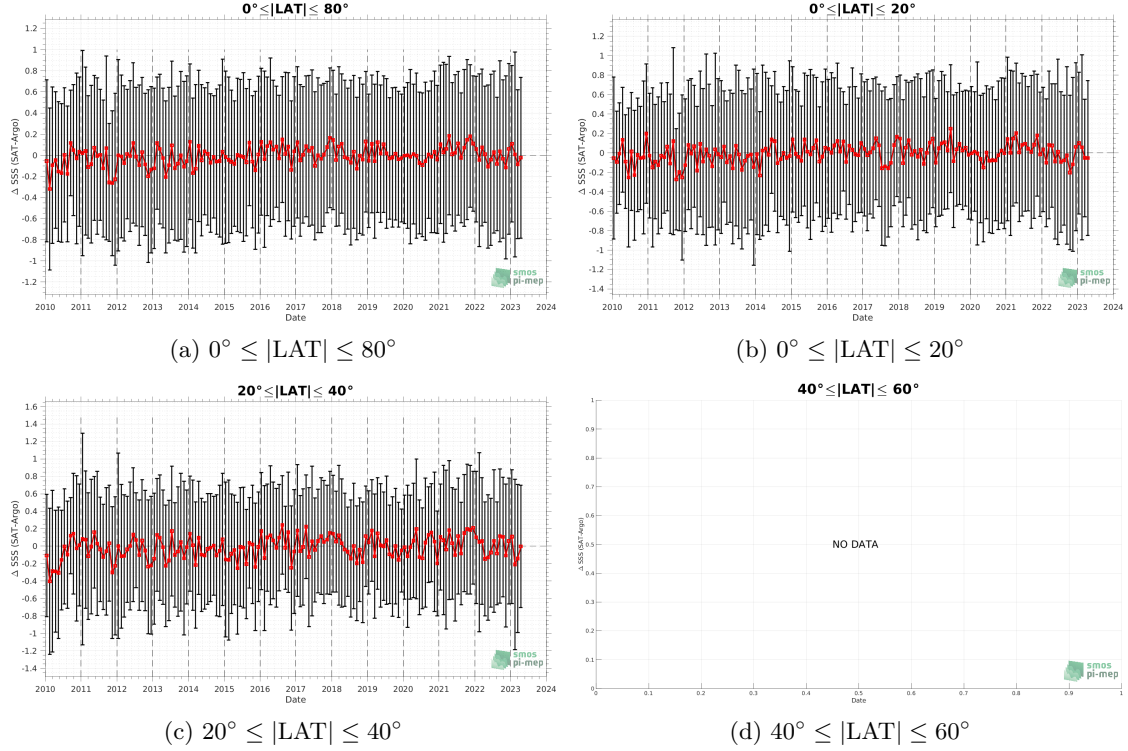 0°≤|LAT|≤ 80°
1.2
1
0.8
0.6
0.4
0.2
0
-0.2
-0.4
-0.6
-0.8
-1
-1.2
Δ SSS (SAT-Argo)
2010 2011 2012 2013 2014 2015 2016 2017 2018 2019 2020 2021 2022 2023 2024
Date
smos
pi-mep
(a) 0° ≤ |LAT| ≤ 80°
0°≤|LAT|≤ 20°
1.2
1
0.8
0.6
0.4
0.2
0
-0.2
-0.4
-0.6
-0.8
-1
-1.2
-1.4
Δ SSS (SAT-Argo)
2010 2011 2012 2013 2014 2015 2016 2017 2018 2019 2020 2021 2022 2023 2024
Date
smos
pi-mep
(b) 0° ≤ |LAT| ≤ 20°
20°≤|LAT|≤ 40°
1.6
1.4
1.2
1
0.8
0.6
0.4
0.2
0
-0.2
-0.4
-0.6
-0.8
-1
-1.2
-1.4
Δ SSS (SAT-Argo)
2010 2011 2012 2013 2014 2015 2016 2017 2018 2019 2020 2021 2022 2023 2024
Date
smos
pi-mep
(c) 20° ≤ |LAT| ≤ 40°
40°≤|LAT|≤ 60°
1
0.9
0.8
0.7
0.6
0.5
0.4
0.3
0.2
0.1
0
Δ SSS (SAT-Argo)
NO DATA
0 0.1 0.2 0.3 0.4 0.5 0.6 0.7 0.8 0.9 1
Date
smos
pi-mep
(d) 40° ≤ |LAT| ≤ 60°